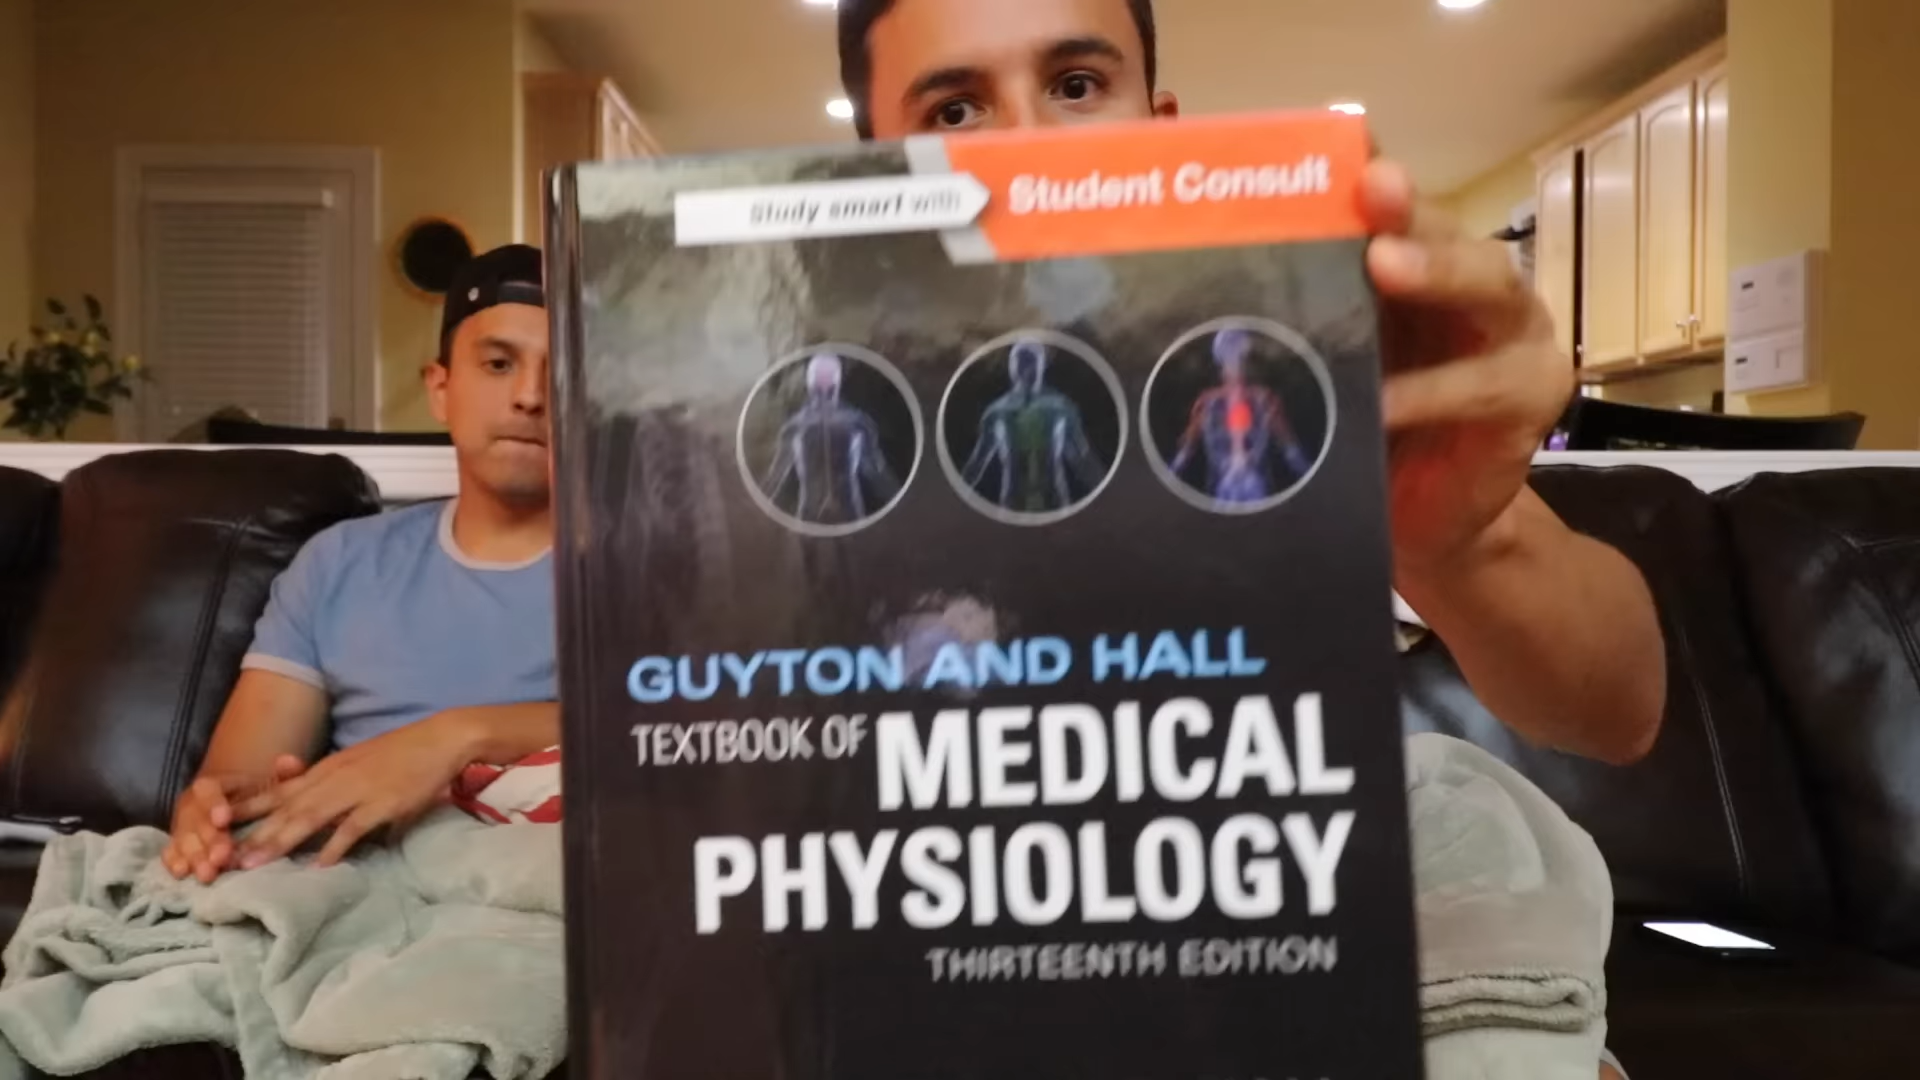 Study smart with
Student Consult
GUYTON AND HALL
TEXTBOOK OF MEDICAL
PHYSIOLOGY
THIRTEENTH EDITION